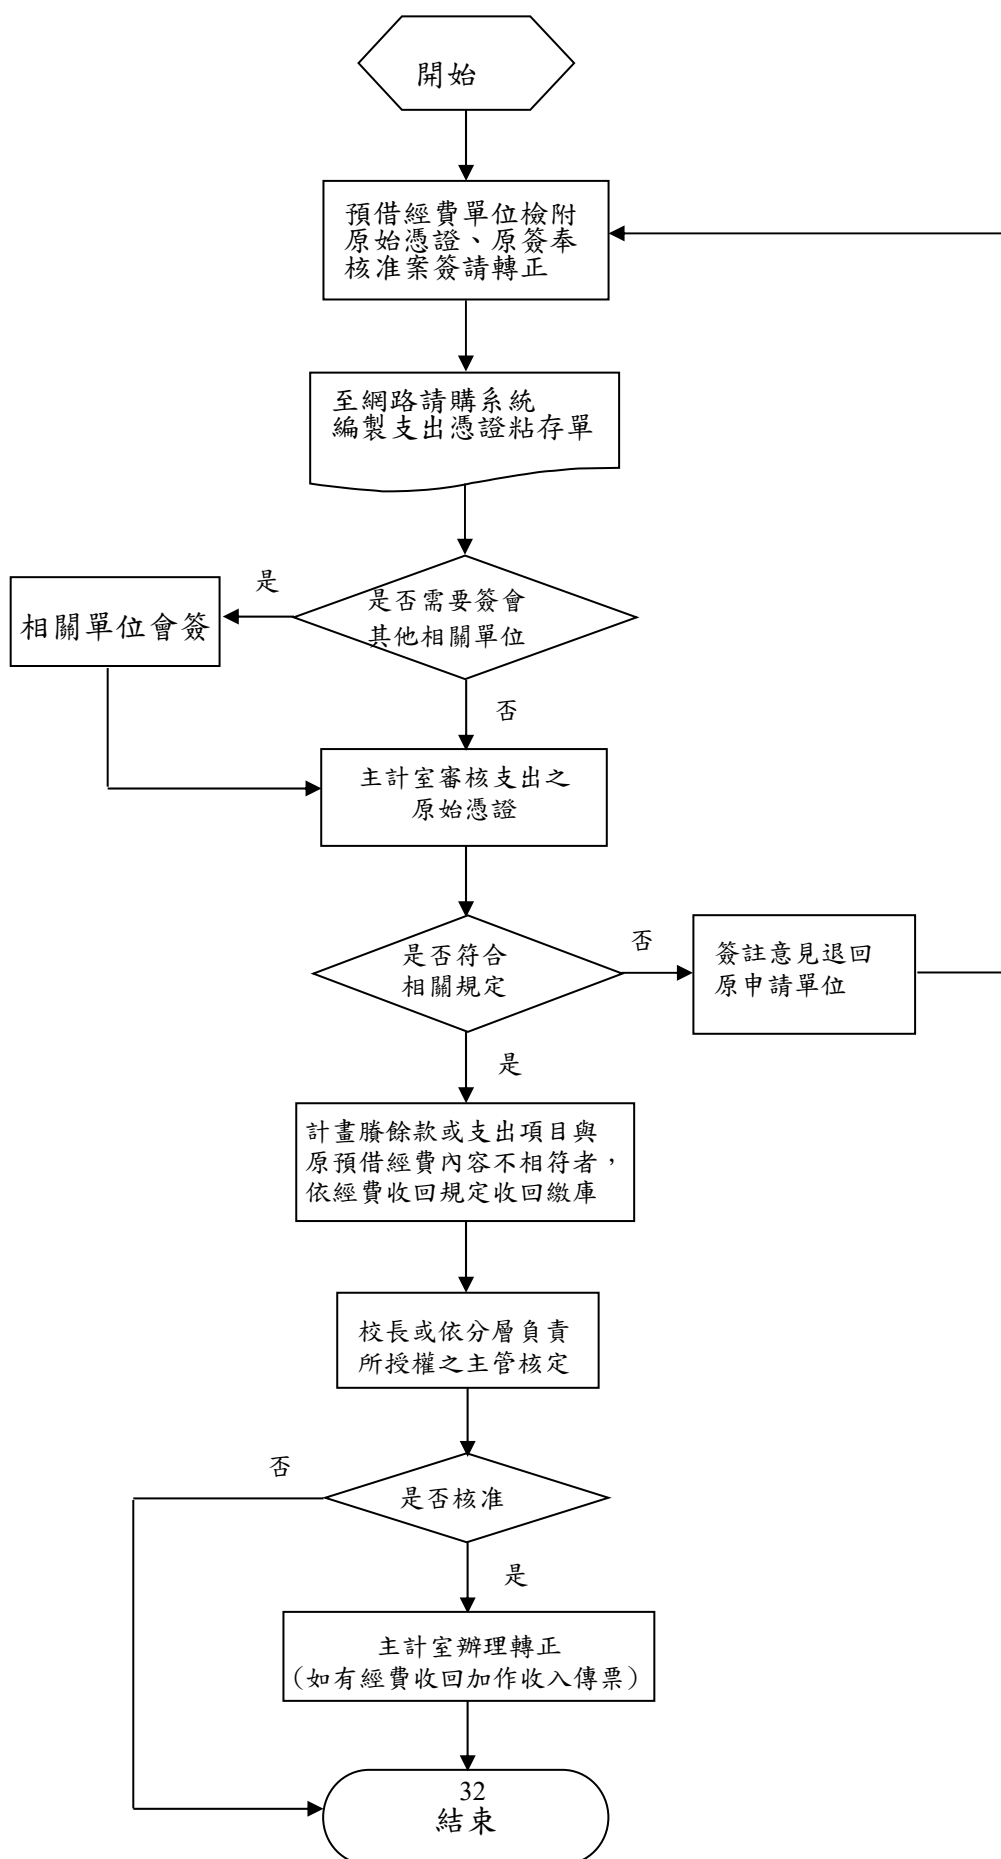 開始
預借經費單位檢附
原始憑證、原簽奉
核准案簽請轉正
至網路請購系統
編製支出憑證粘存單
是
是否需要簽會
其他相關單位
相關單位會簽
否
主計室審核支出之
原始憑證
是否符合
相關規定
否
簽註意見退回
原申請單位
是
計畫賸餘款或支出項目與
原預借經費內容不相符者，
依經費收回規定收回繳庫
校長或依分層負責
所授權之主管核定
否
是否核准
是
主計室辦理轉正
（如有經費收回加作收入傳票）
32
結束